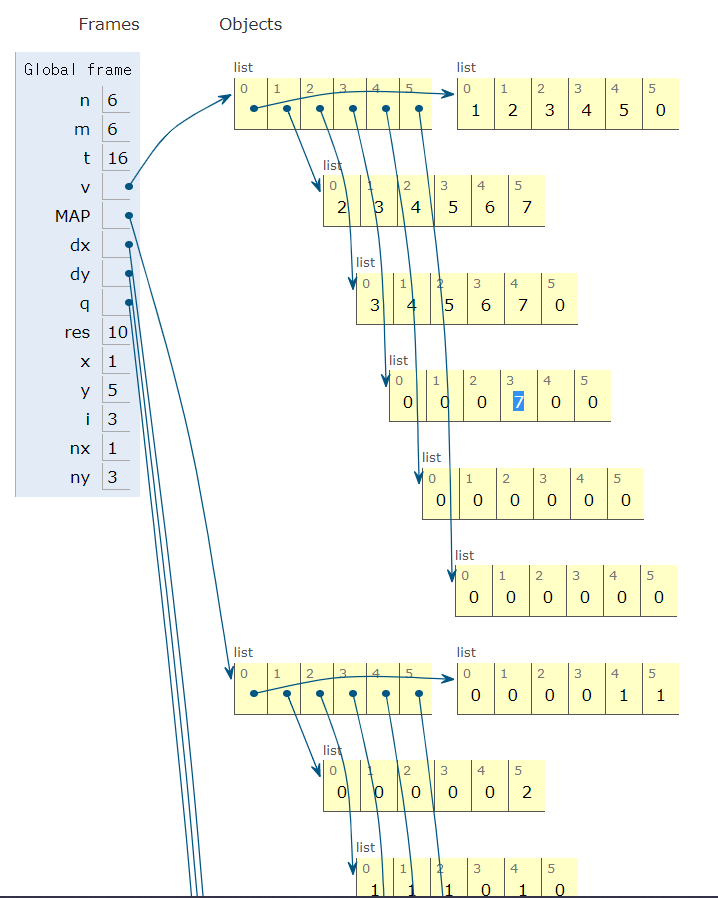 Frames Objects
Global frame
n 6
m 6
t 16
v
MAP
dx
dy
q
res 10
x 1
y 5
i 3
nx 1
ny 3
list
0 1 2 3 4 5
list
0 1 2 3 4 5
1 2 3 4 5 0
list
0 1 2 3 4 5
2 3 4 5 6 7
list
0 1 2 3 4 5
3 4 5 6 7 0
list
0 1 2 3 4 5
0 0 0 7 0 0
list
0 1 2 3 4 5
0 0 0 0 0 0
list
0 1 2 3 4 5
0 0 0 0 0 0
list
0 1 2 3 4 5
list
0 1 2 3 4 5
0 0 0 0 1 1
list
0 1 2 3 4 5
0 0 0 0 0 2
list
0 1 2 3 4 5
1 1 1 0 1 0